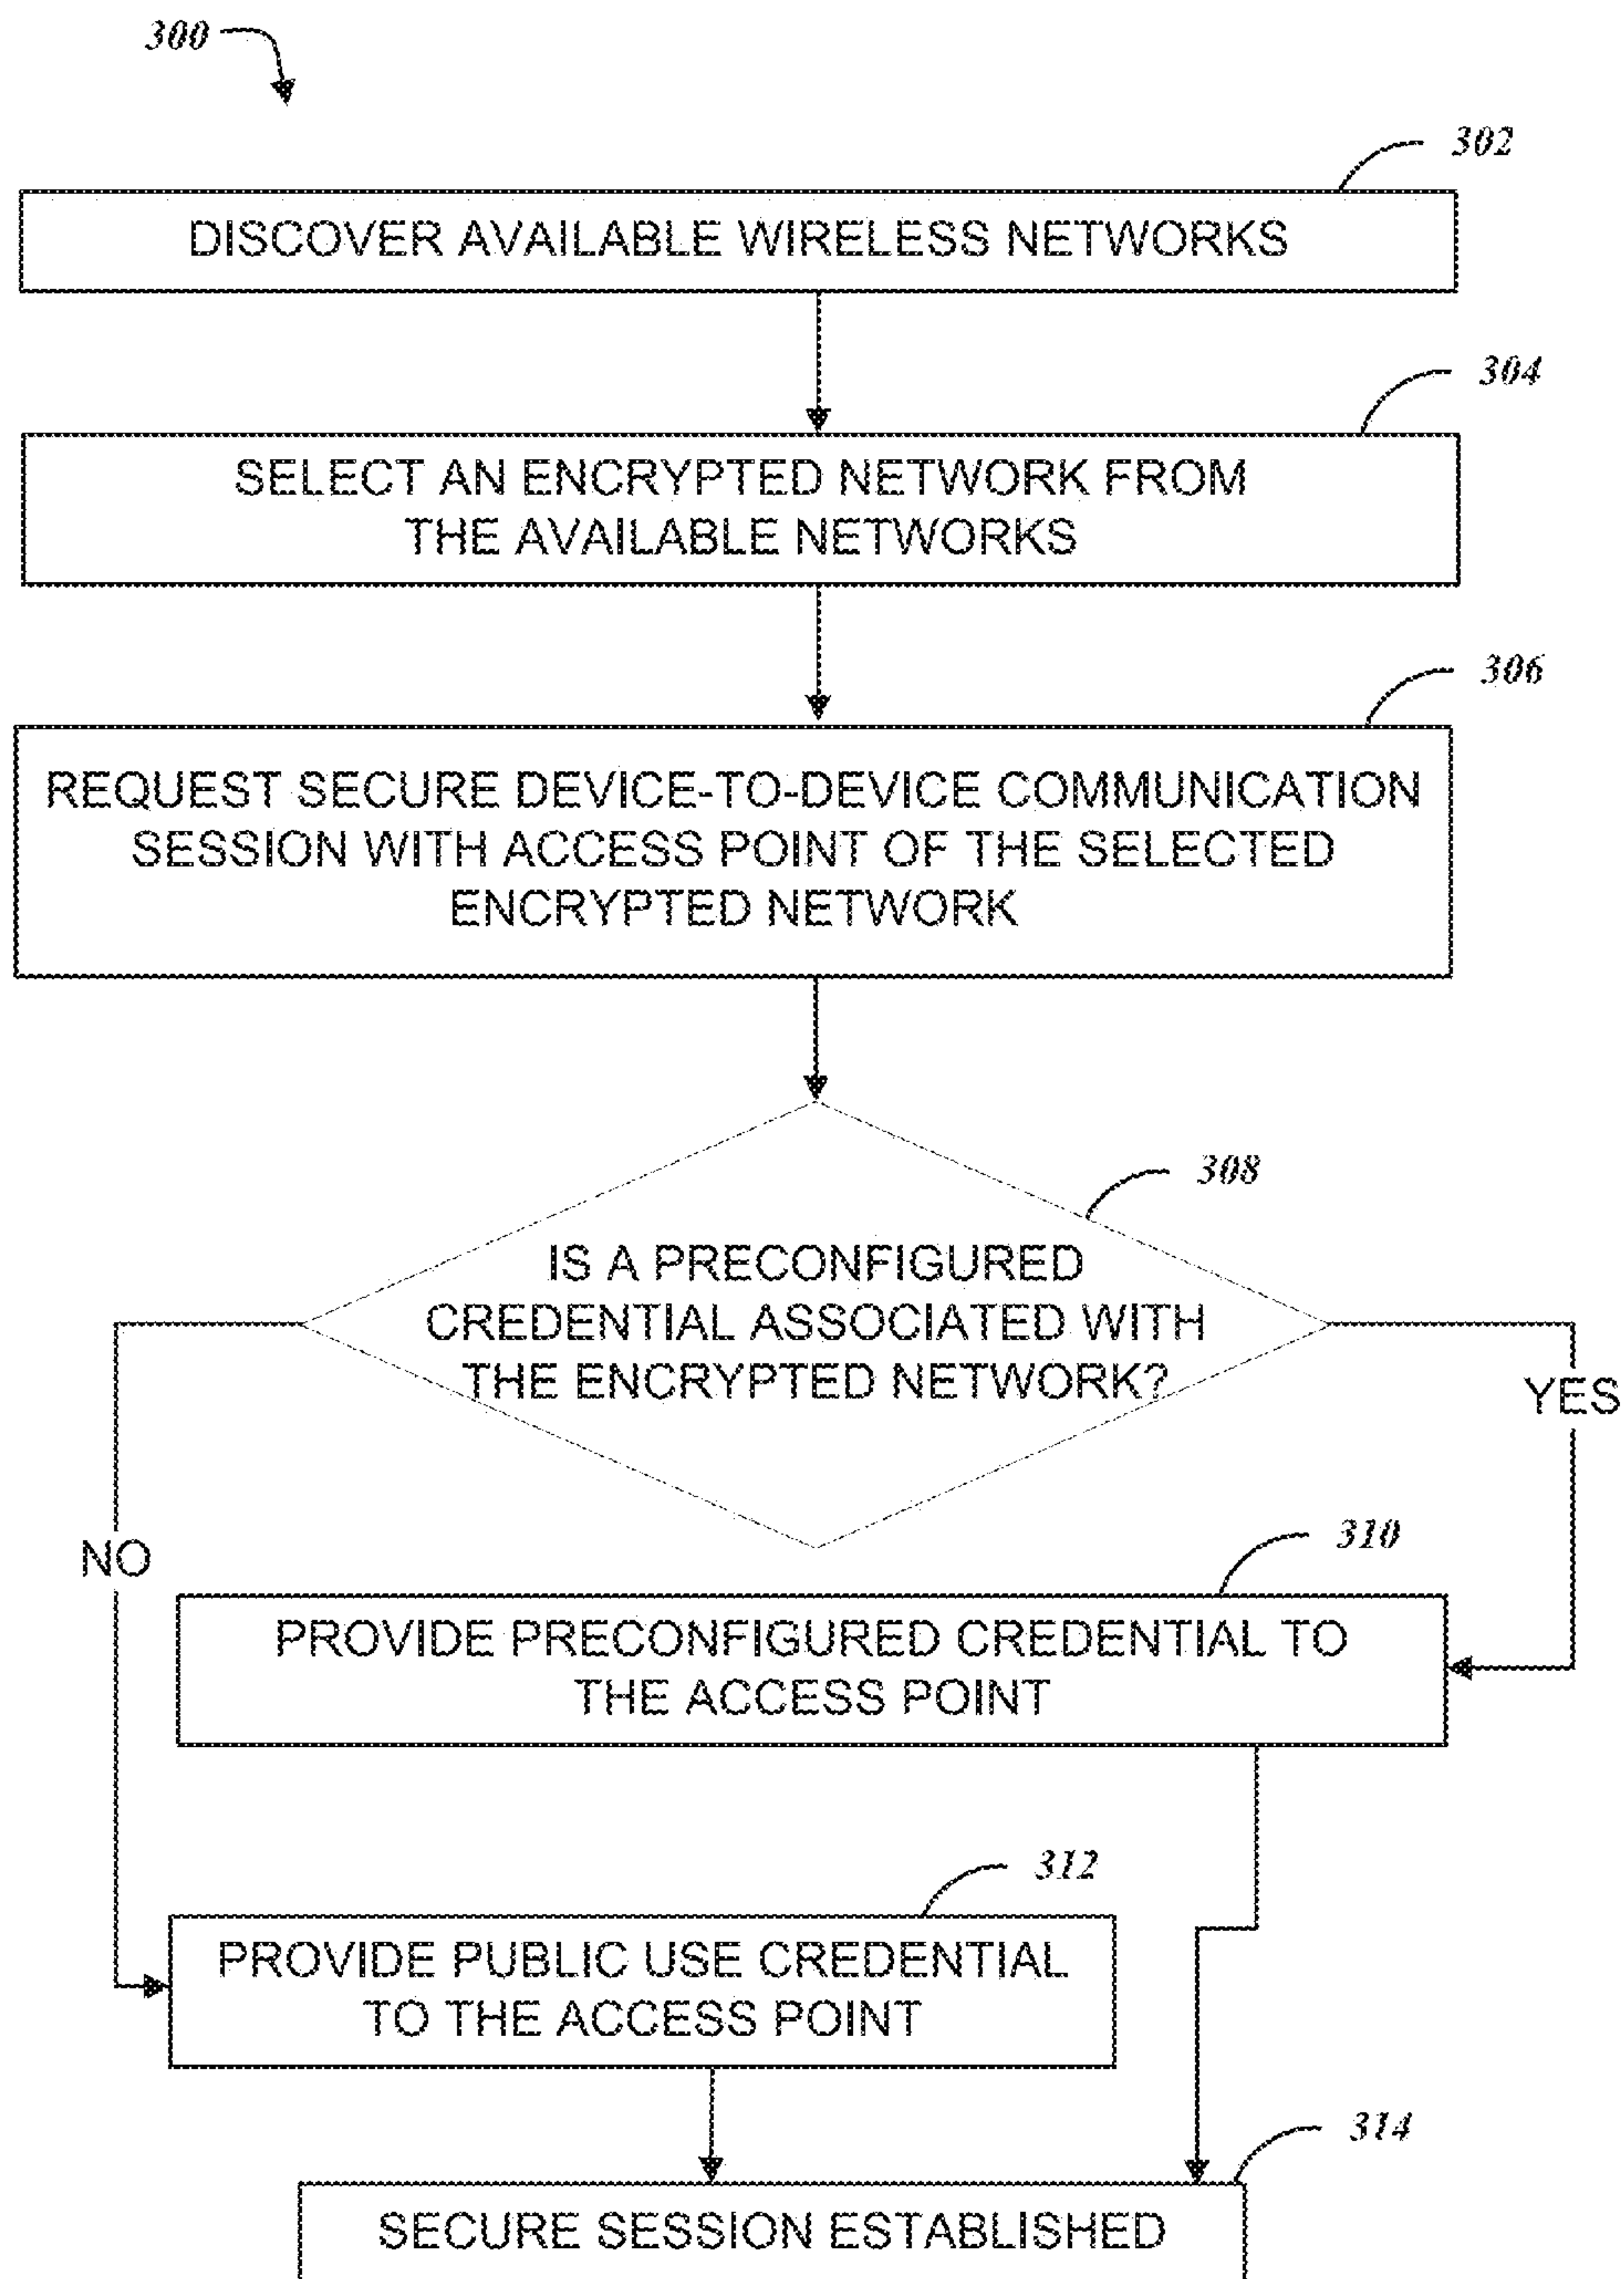 300
302
DISCOVER AVAILABLE WIRELESS NETWORKS
304
SELECT AN ENCRYPTED NETWORK FROM
THE AVAILABLE NETWORKS
306
REQUEST SECURE DEVICE-TO-DEVICE COMMUNICATION
SESSION WITH ACCESS POINT OF THE SELECTED
ENCRYPTED NETWORK
308
IS A PRECONFIGURED
CREDENTIAL ASSOCIATED WITH
THE ENCRYPTED NETWORK?
YES
NO
310
PROVIDE PRECONFIGURED CREDENTIAL TO
THE ACCESS POINT
312
PROVIDE PUBLIC USE CREDENTIAL
TO THE ACCESS POINT
314
SECURE SESSION ESTABLISHED